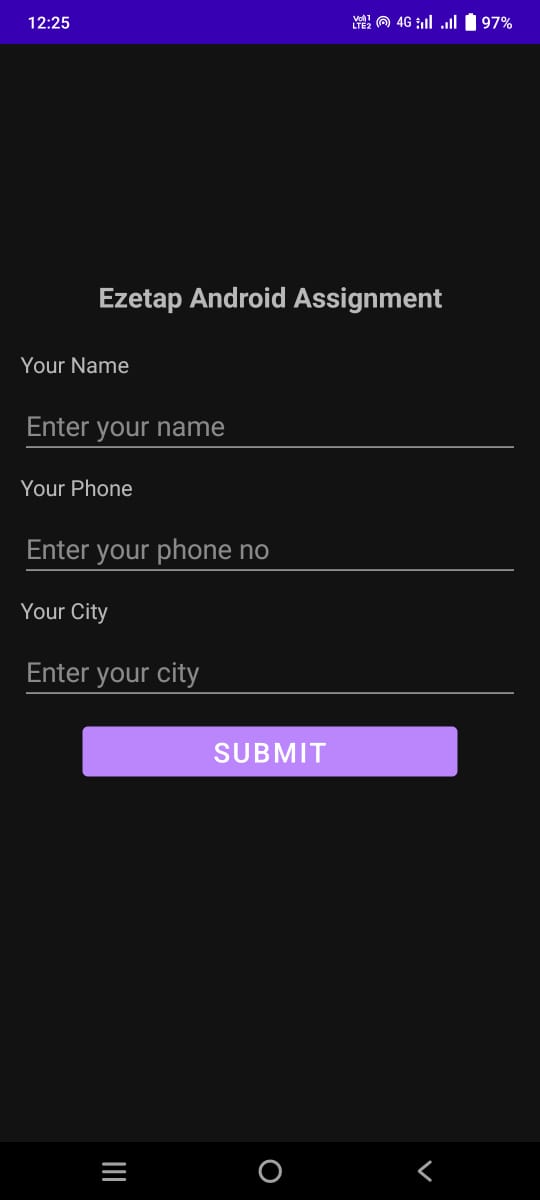 12:25 Vo)) 1 LTE2 4G 97%
Ezetap Android Assignment
Your Name
Enter your name
Your Phone
Enter your phone no
Your City
Enter your city
SUBMIT